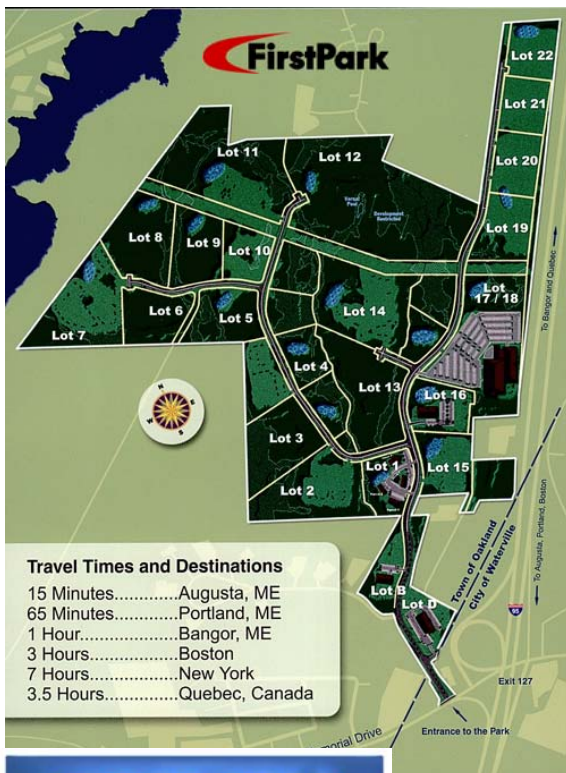 FirstPark
Lot 22
Lot 21
Lot 20
Lot 19
Lot 11
Lot 12
Vernal
Pool
Development
Restricted
Lot 8
Lot 9
Lot 10
Lot
17 / 18
Lot 7
Lot 6
Lot 5
Lot 14
Lot 4
Lot 13
Lot 16
Lot 3
Lot 2
Lot 1
Lot 15
Lot B
Lot D
N
E
S
W
To Bangor and Quebec
To Augusta, Portland, Boston
Town of Oakland
City of Waterville
95
Exit 127
Entrance to the Park
morial Drive
Travel Times and Destinations
15 Minutes.............Augusta, ME
65 Minutes.............Portland, ME
1 Hour....................Bangor, ME
3 Hours..................Boston
7 Hours..................New York
3.5 Hours...............Quebec, Canada